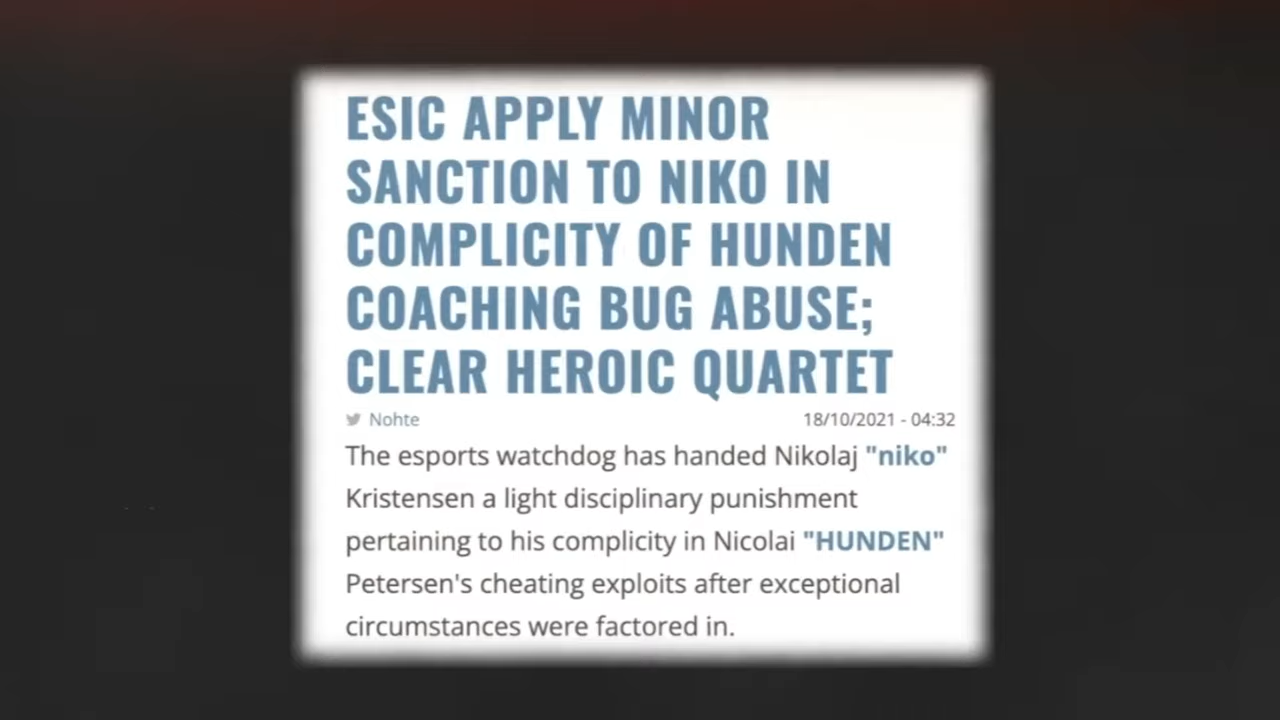 ESIC APPLY MINOR
SANCTION TO NIKO IN
COMPLICITY OF HUNDEN
COACHING BUG ABUSE;
CLEAR HEROIC QUARTET
Nohte 18/10/2021 - 04:32
The esports watchdog has handed Nikolaj "niko"
Kristensen a light disciplinary punishment
pertaining to his complicity in Nicolai "HUNDEN"
Petersen's cheating exploits after exceptional
circumstances were factored in.